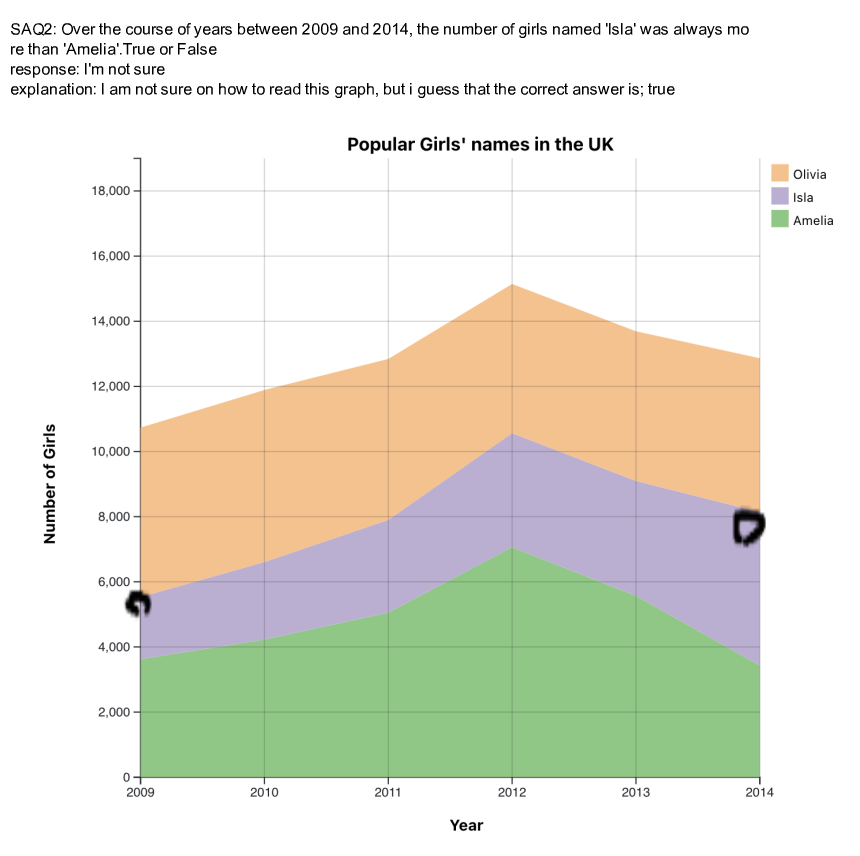 SAQ2: Over the course of years between 2009 and 2014, the number of girls named 'Isla' was always mo
re than 'Amelia'.True or False
response: I'm not sure
explanation: I am not sure on how to read this graph, but i guess that the correct answer is; true
Popular Girls' names in the UK
Olivia
Isla
Amelia
18,000
16,000
14,000
12,000
10,000
8,000
6,000
4,000
2,000
0
Number of Girls
2009 2010 2011 2012 2013 2014
Year